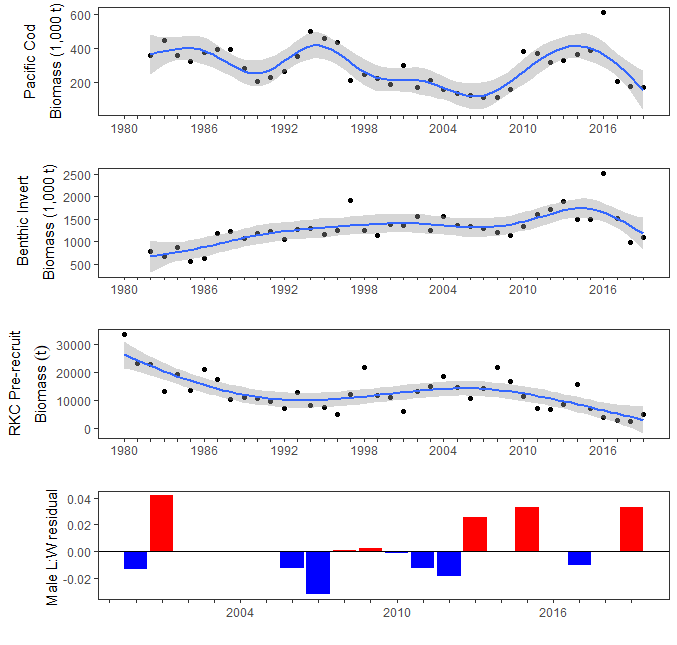 Pacific Cod
Biomass (1,000 t)
600
400
200
1980 1986 1992 1998 2004 2010 2016
Benthic Invert
Biomass (1,000 t)
2500
2000
1500
1000
500
1980 1986 1992 1998 2004 2010 2016
RKC Pre-recruit
Biomass (t)
30000
20000
10000
0
1980 1986 1992 1998 2004 2010 2016
Male L:W residual
0.04
0.02
0.00
-0.02
2004 2010 2016